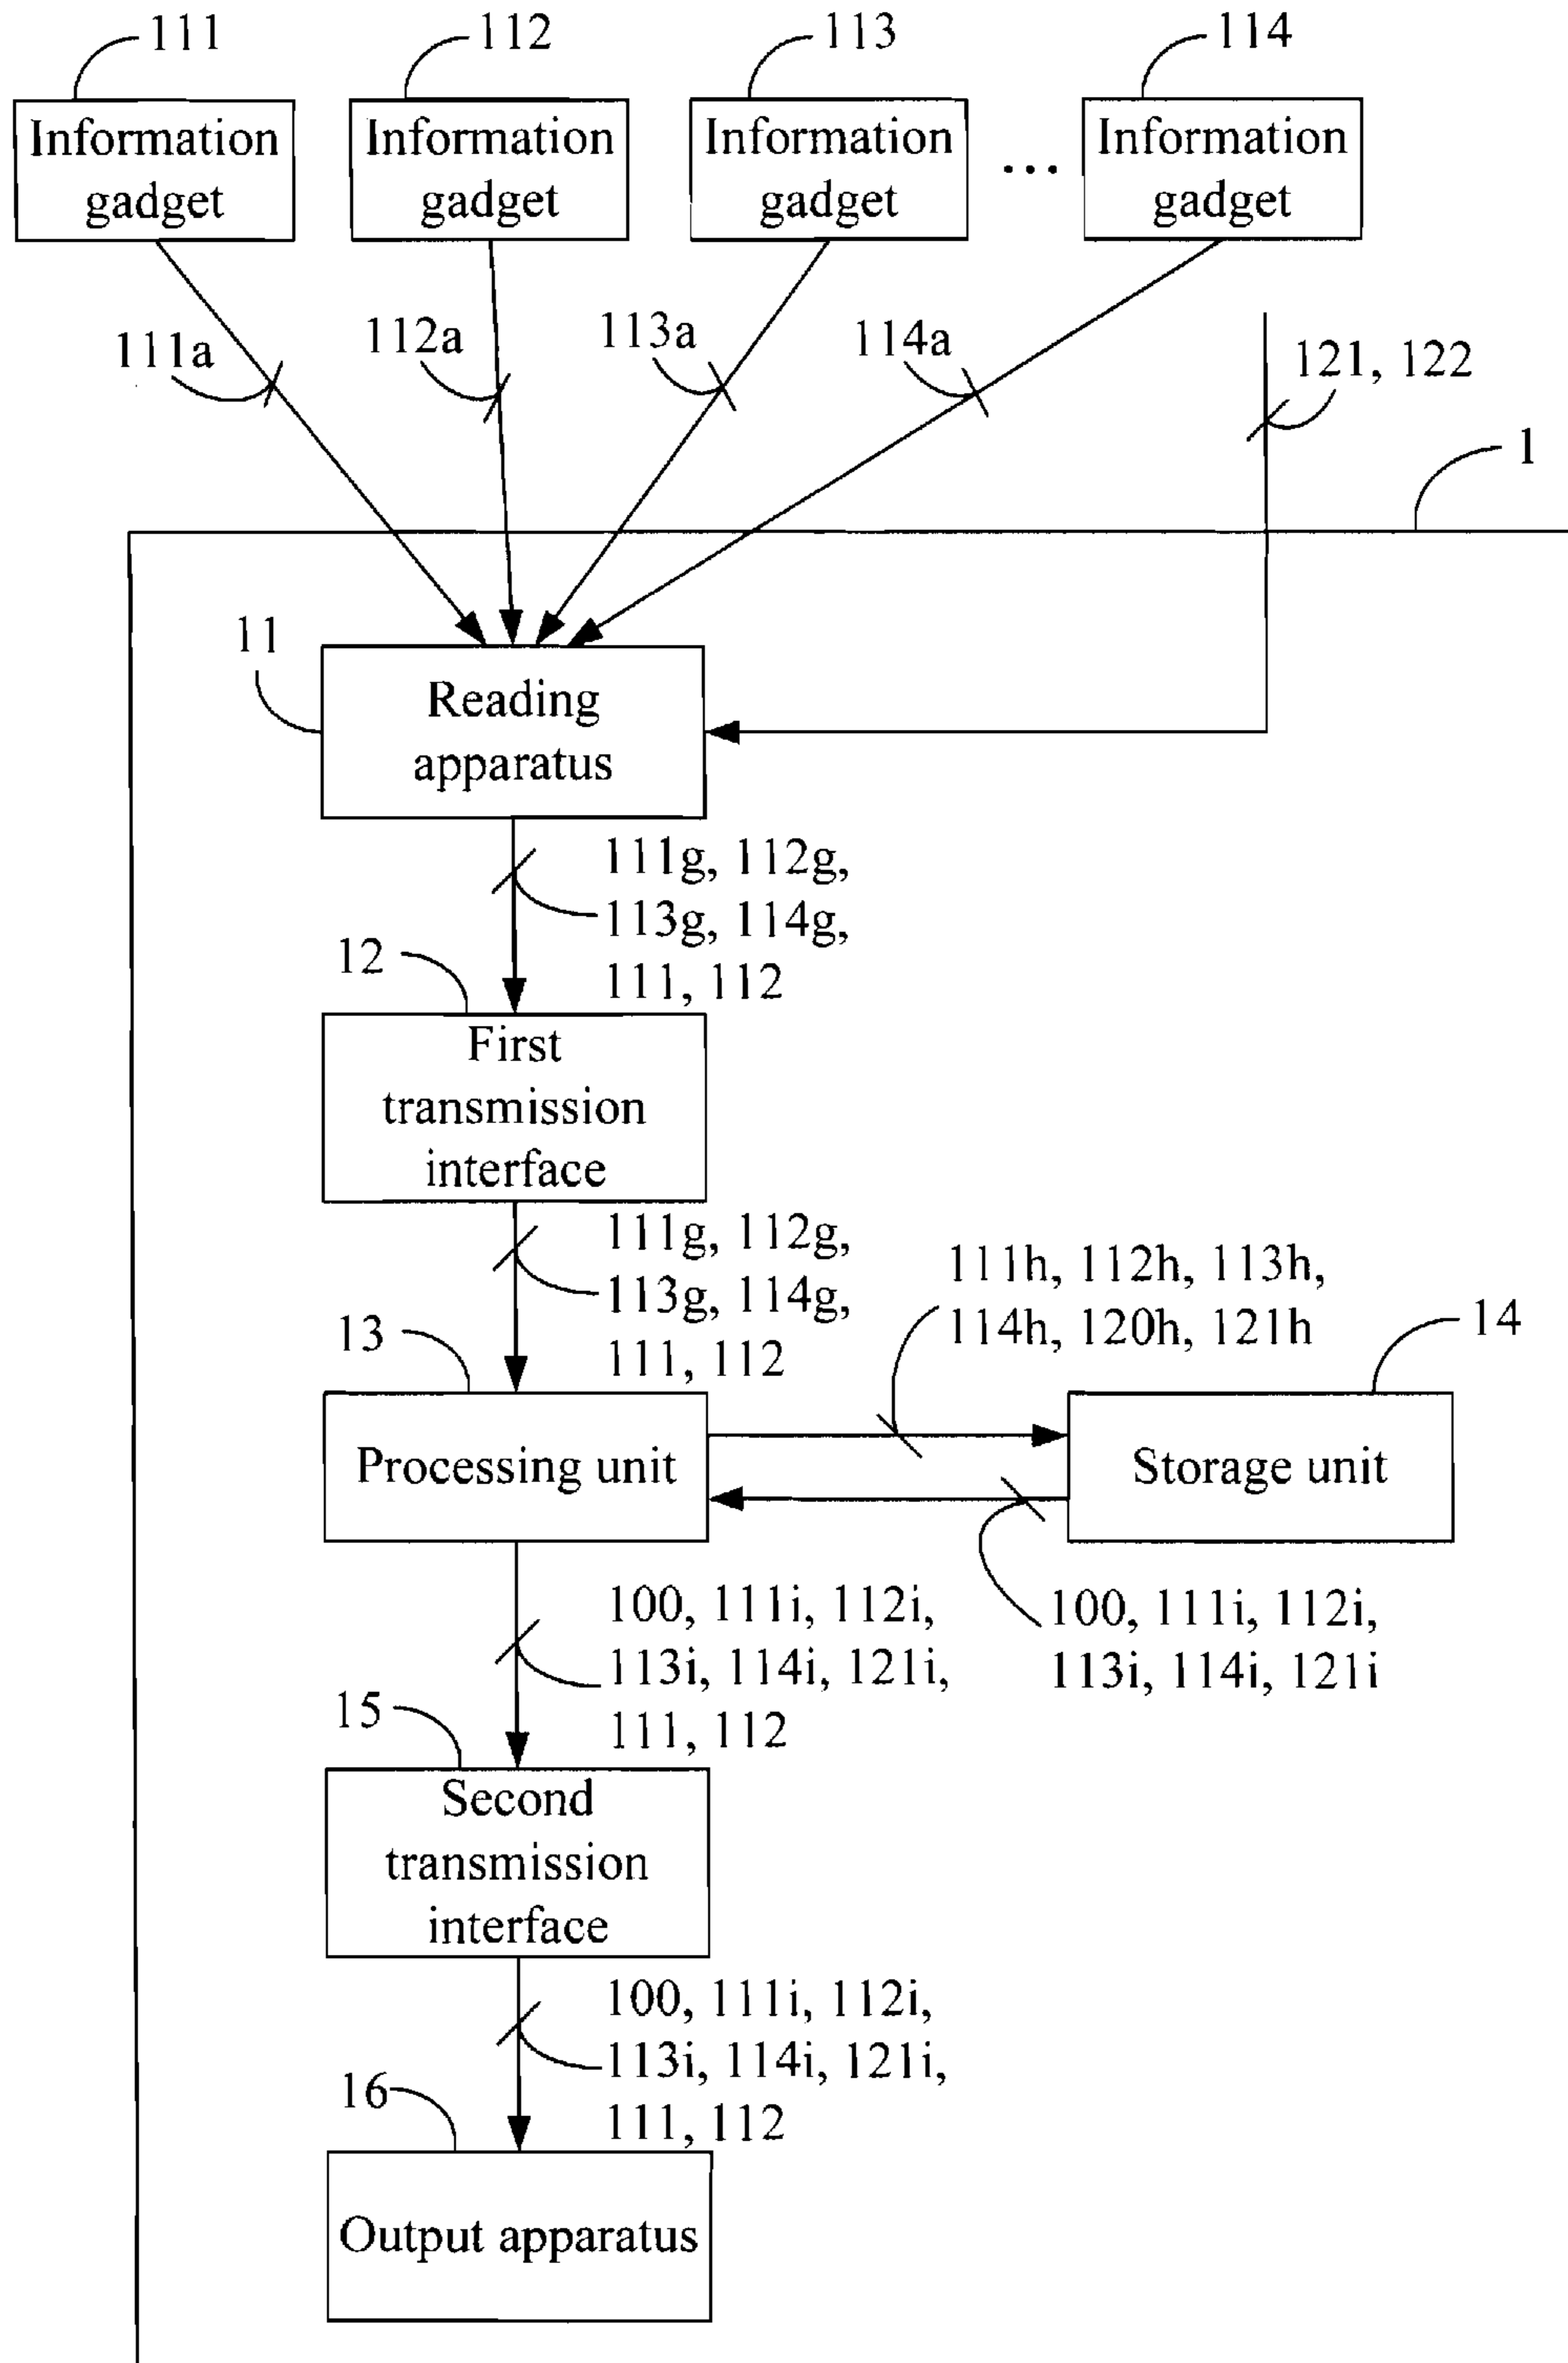 111
112
113
114
Information
gadget
Information
gadget
Information
gadget
...
Information
gadget
111a
112a
113a
114a
121, 122
1
11
Reading
apparatus
111g, 112g,
113g, 114g,
111, 112
12
First
transmission
interface
111g, 112g,
113g, 114g,
111, 112
111h, 112h, 113h,
114h, 120h, 121h
13
14
Processing unit
Storage unit
100, 111i, 112i,
113i, 114i, 121i,
111, 112
100, 111i, 112i,
113i, 114i, 121i
15
Second
transmission
interface
100, 111i, 112i,
113i, 114i, 121i,
111, 112
16
Output apparatus